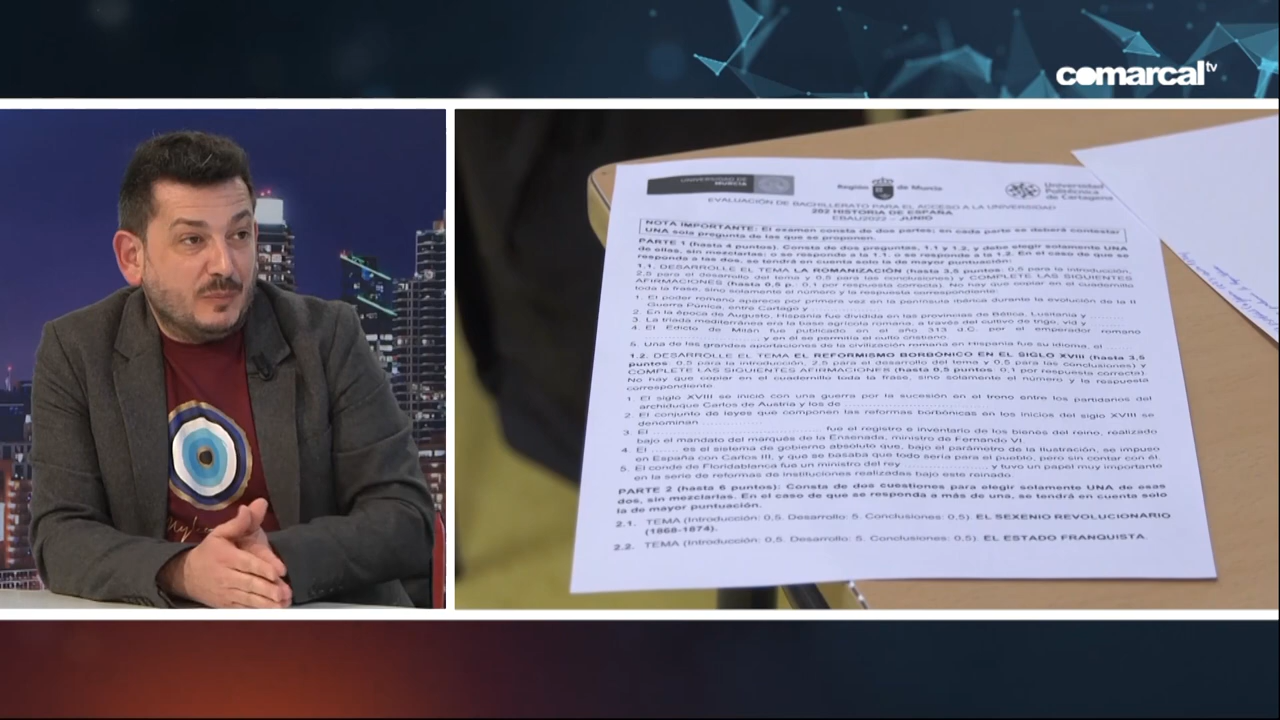 comarcal tv
UNIVERSIDAD DE
MURCIA
Región de Murcia
Universidad
Politécnica
de Cartagena
EVALUACIÓN DE BACHILLERATO PARA EL ACCESO A LA UNIVERSIDAD
202 HISTORIA DE ESPAÑA
EBAU2022 - JUNIO
NOTA IMPORTANTE: El examen consta de dos partes; en cada parte se deberá contestar
UNA sola pregunta de las que se proponen.
PARTE 1 (hasta 4 puntos). Consta de dos preguntas, 1.1 y 1.2, y debe elegir solamente UNA
de ellas, sin mezclarlas: o se responde a la 1.1. o se responde a la 1.2. En el caso de que se
responda a las dos, se tendrá en cuenta solo la de mayor puntuación:
1.1. DESARROLLE EL TEMA LA ROMANIZACIÓN (hasta 3,5 puntos: 0,5 para la introducción,
2,5 para el desarrollo del tema y 0,5 para las conclusiones) y COMPLETE LAS SIGUIENTES
AFIRMACIONES (hasta 0,5 p.: 0,1 por respuesta correcta). No hay que copiar en el cuadernillo
toda la frase, sino solamente el número y la respuesta correspondiente:
1. El poder romano aparece por primera vez en la península ibérica durante la evolución de la II
Guerra Púnica, entre Cartago y ........
2. En la época de Augusto, Hispania fue dividida en las provincias de Bética, Lusitania y ........
3. La tríada mediterránea era la base agrícola romana, a través del cultivo de trigo, vid y ........
4. El Edicto de Milán fue publicado en el año 313 d.C. por el emperador romano
........ y en él se permitía el culto cristiano.
5. Una de las grandes aportaciones de la civilización romana en Hispania fue su idioma, el ......
1.2. DESARROLLE EL TEMA EL REFORMISMO BORBÓNICO EN EL SIGLO XVIII (hasta 3,5
puntos: 0,5 para la introducción, 2,5 para el desarrollo del tema y 0,5 para las conclusiones) y
COMPLETE LAS SIGUIENTES AFIRMACIONES (hasta 0,5 puntos: 0,1 por respuesta correcta).
No hay que copiar en el cuadernillo toda la frase, sino solamente el número y la respuesta
correspondiente:
1. El siglo XVIII se inició con una guerra por la sucesión en el trono entre los partidarios del
archiduque Carlos de Austria y los de ........
2. El conjunto de leyes que componen las reformas borbónicas en los inicios del siglo XVIII se
denominan ........
3. El ........ fue el registro e inventario de los bienes del reino, realizado
bajo el mandato del marqués de la Ensenada, ministro de Fernando VI.
4. El ........ es el sistema de gobierno absoluto que, bajo el parámetro de la Ilustración, se impuso
en España con Carlos III, y que se basaba que todo sería para el pueblo, pero sin contar con él.
5. El conde de Floridablanca fue un ministro del rey ........ y tuvo un papel muy importante
en la serie de reformas de instituciones realizadas bajo este reinado.
PARTE 2 (hasta 6 puntos): Consta de dos cuestiones para elegir solamente UNA de esas
dos, sin mezclarlas. En el caso de que se responda a más de una, se tendrá en cuenta solo
la de mayor puntuación.
2.1. TEMA (Introducción: 0,5. Desarrollo: 5. Conclusiones: 0,5). EL SEXENIO REVOLUCIONARIO
(1868-1874).
2.2. TEMA (Introducción: 0,5. Desarrollo: 5. Conclusiones: 0,5). EL ESTADO FRANQUISTA.